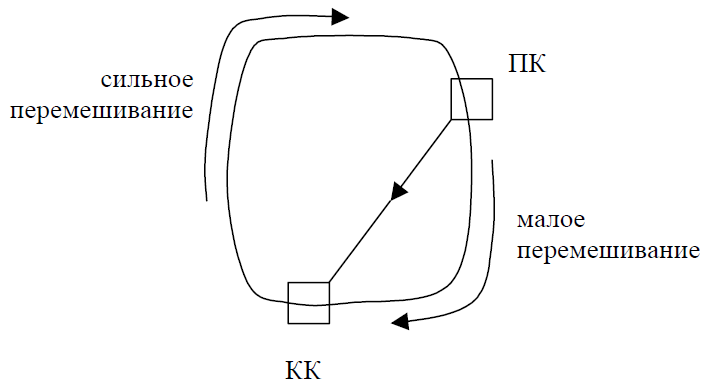 ПК
сильное
перемешивание
малое
перемешивание
КК